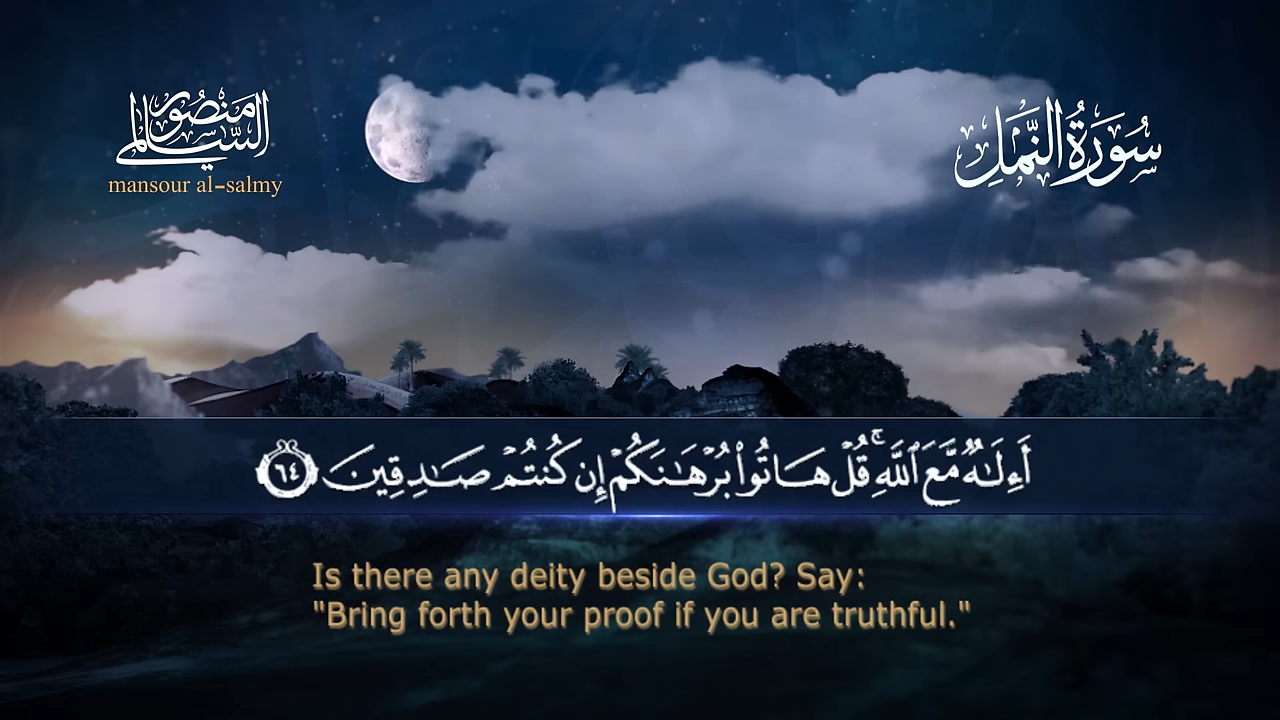 منصور السالمي
mansour al-salmy
سُورَةُ النَّمْلِ
أَءِلَٰهٌ مَّعَ ٱللَّهِ ۚ قُلْ هَاتُوا۟ بُرْهَـٰنَكُمْ إِن كُنتُمْ صَـٰدِقِينَ ٦٤
Is there any deity beside God? Say:
"Bring forth your proof if you are truthful."